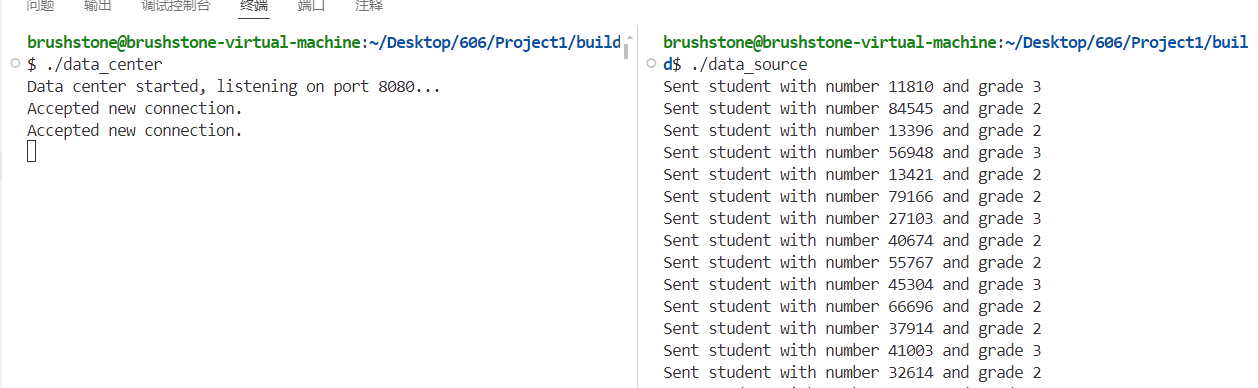 问题 输出 调试控制台 终端 端口 注释
brushstone@brushstone-virtual-machine:~/Desktop/606/Project1/build
$ ./data_center
Data center started, listening on port 8080...
Accepted new connection.
Accepted new connection.
brushstone@brushstone-virtual-machine:~/Desktop/606/Project1/buil
d$ ./data_source
Sent student with number 11810 and grade 3
Sent student with number 84545 and grade 2
Sent student with number 13396 and grade 2
Sent student with number 56948 and grade 3
Sent student with number 13421 and grade 2
Sent student with number 79166 and grade 2
Sent student with number 27103 and grade 3
Sent student with number 40674 and grade 2
Sent student with number 55767 and grade 2
Sent student with number 45304 and grade 3
Sent student with number 66696 and grade 2
Sent student with number 37914 and grade 2
Sent student with number 41003 and grade 3
Sent student with number 32614 and grade 2